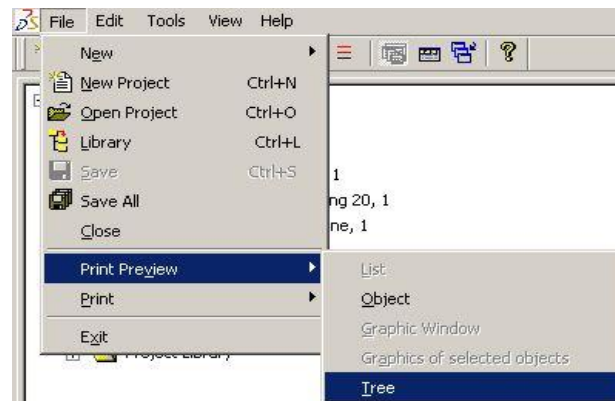 File Edit Tools View Help
New
New Project Ctrl+N
Open Project Ctrl+O
Library Ctrl+L
Save Ctrl+S
1
Save All
ng 20, 1
Close
ne, 1
Print Preview
List
Print
Object
Graphic Window
Exit
Project Library
Graphics of selected objects
Tree